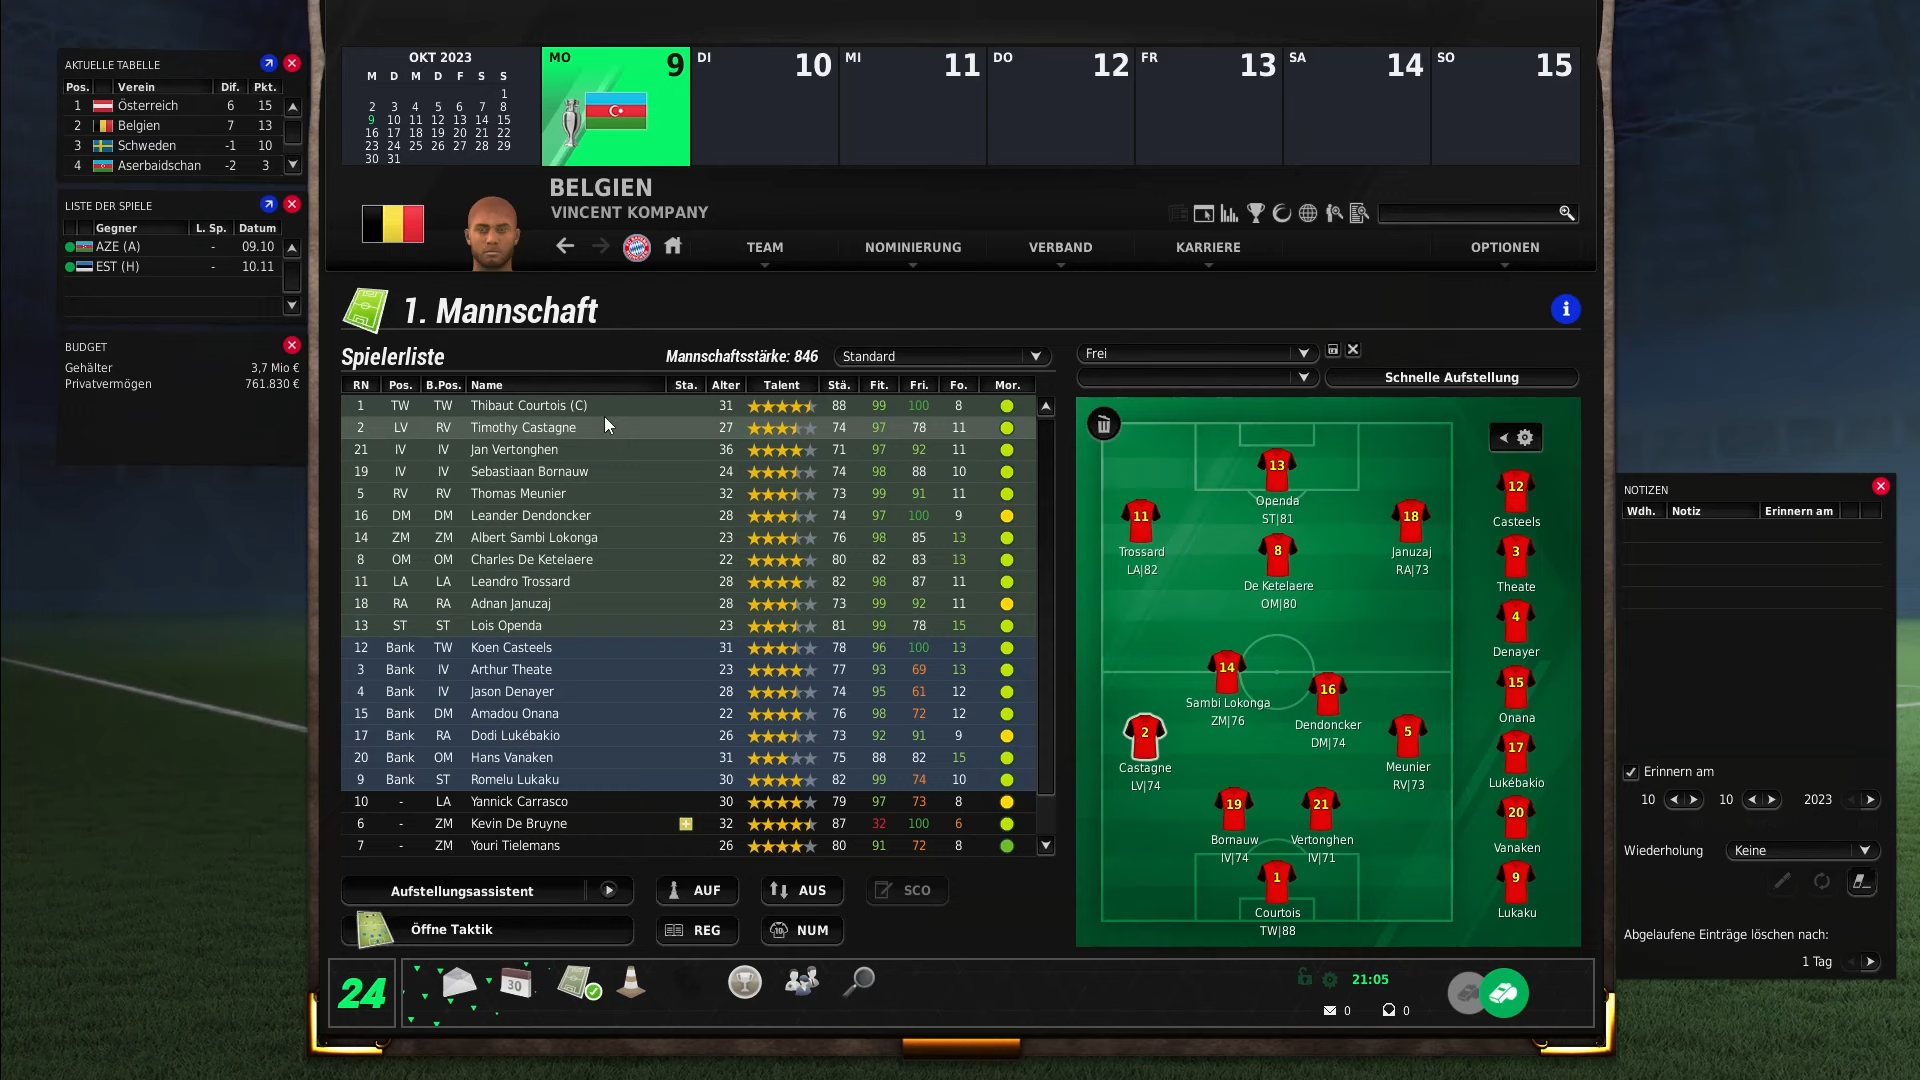 AKTUELLE TABELLE
Pos. Verein Dif. Pkt.
1 Österreich 6 15
2 Belgien 7 13
3 Schweden -1 10
4 Aserbaidschan -2 3
LISTE DER SPIELE
Gegner L. Sp. Datum
AZE (A) - 09.10
EST (H) - 10.11
BUDGET
Gehälter 3,7 Mio €
Privatvermögen 761.830 €
OKT 2023
M D M D F S S
1
2 3 4 5 6 7 8
9 10 11 12 13 14 15
16 17 18 19 20 21 22
23 24 25 26 27 28 29
30 31
MO 9
DI 10
MI 11
DO 12
FR 13
SA 14
SO 15
BELGIEN
VINCENT KOMPANY
TEAM NOMINIERUNG VERBAND KARRIERE OPTIONEN
1. Mannschaft
Spielerliste Mannschaftsstärke: 846 Standard
RN Pos. B.Pos. Name Sta. Alter Talent Stä. Fit. Fri. Fo. Mor.
1 TW TW Thibaut Courtois (C) 31 88 99 100 8
2 LV RV Timothy Castagne 27 74 97 78 11
21 IV IV Jan Vertonghen 36 71 97 92 11
19 IV IV Sebastiaan Bornauw 24 74 98 88 10
5 RV RV Thomas Meunier 32 73 99 91 11
16 DM DM Leander Dendoncker 28 74 97 100 9
14 ZM ZM Albert Sambi Lokonga 23 76 98 85 13
8 OM OM Charles De Ketelaere 22 80 82 83 13
11 LA LA Leandro Trossard 28 82 98 87 11
18 RA RA Adnan Januzaj 28 73 99 92 11
13 ST ST Lois Openda 23 81 99 78 15
12 Bank TW Koen Casteels 31 78 96 100 13
3 Bank IV Arthur Theate 23 77 93 69 13
4 Bank IV Jason Denayer 28 74 95 61 12
15 Bank DM Amadou Onana 22 76 98 72 12
17 Bank RA Dodi Lukébakio 26 73 92 91 9
20 Bank OM Hans Vanaken 31 75 88 82 15
9 Bank ST Romelu Lukaku 30 82 99 74 10
10 - LA Yannick Carrasco 30 79 97 73 8
6 - ZM Kevin De Bruyne 32 87 32 100 6
7 - ZM Youri Tielemans 26 80 91 72 8
Aufstellungsassistent AUF AUS SCO
Öffne Taktik REG NUM
Frei
Schnelle Aufstellung
13
Openda
ST|81
11
Trossard
LA|82
18
Januzaj
RA|73
8
De Ketelaere
OM|80
14
Sambi Lokonga
ZM|76
16
Dendoncker
DM|74
2
Castagne
LV|74
5
Meunier
RV|73
19
Bornauw
IV|74
21
Vertonghen
IV|71
1
Courtois
TW|88
12
Casteels
3
Theate
4
Denayer
15
Onana
17
Lukébakio
20
Vanaken
9
Lukaku
24
30
21:05
0 0
NOTIZEN
Wdh. Notiz Erinnern am
Erinnern am
10 10 2023
Wiederholung Keine
Abgelaufene Einträge löschen nach:
1 Tag